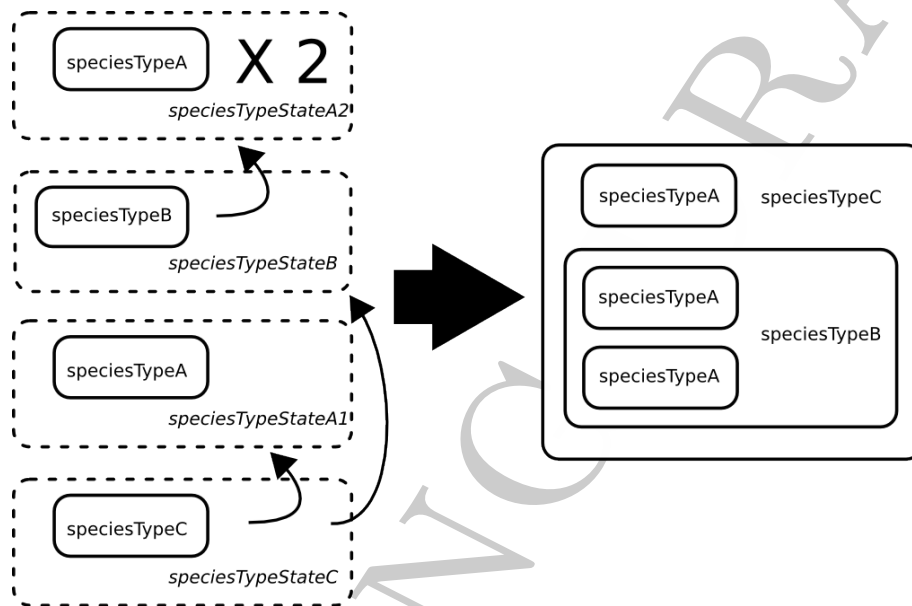 speciesTypeA X 2
speciesTypeStateA2
speciesTypeB
speciesTypeStateB
speciesTypeA
speciesTypeStateA1
speciesTypeC
speciesTypeStateC
speciesTypeA speciesTypeC
speciesTypeA
speciesTypeB
speciesTypeA